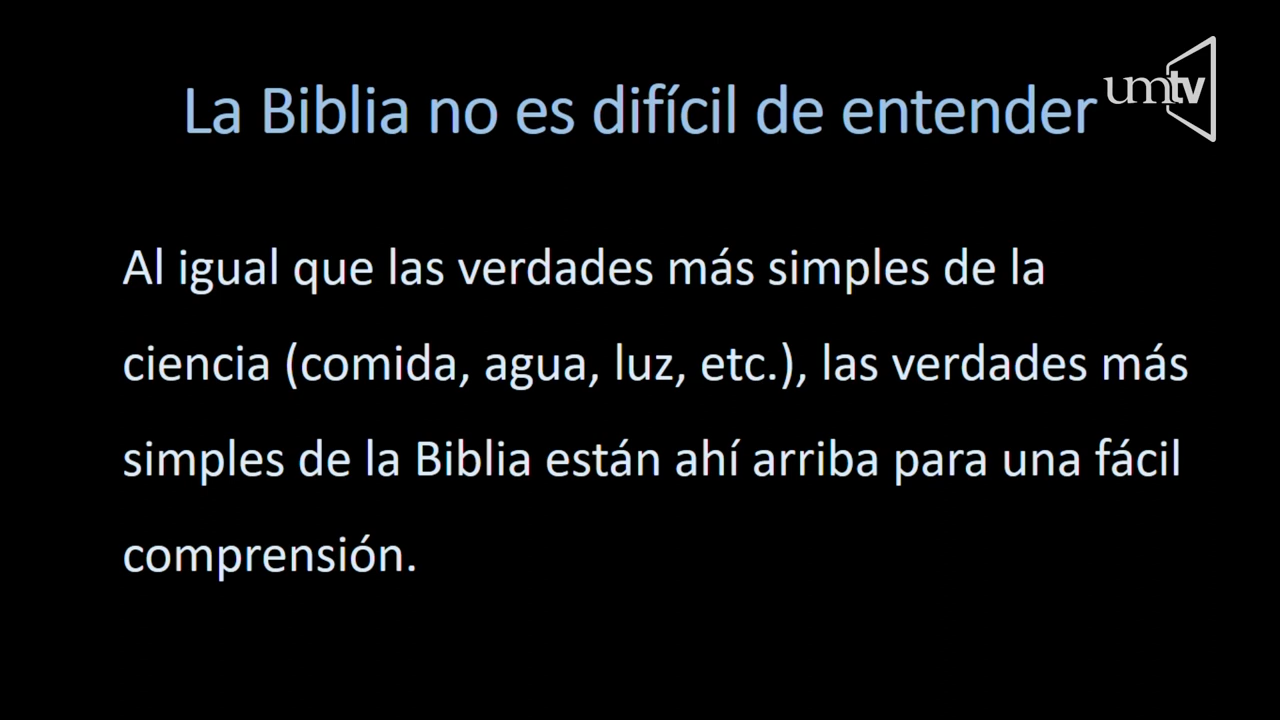 La Biblia no es difícil de entender
umtv
Al igual que las verdades más simples de la
ciencia (comida, agua, luz, etc.), las verdades más
simples de la Biblia están ahí arriba para una fácil
comprensión.